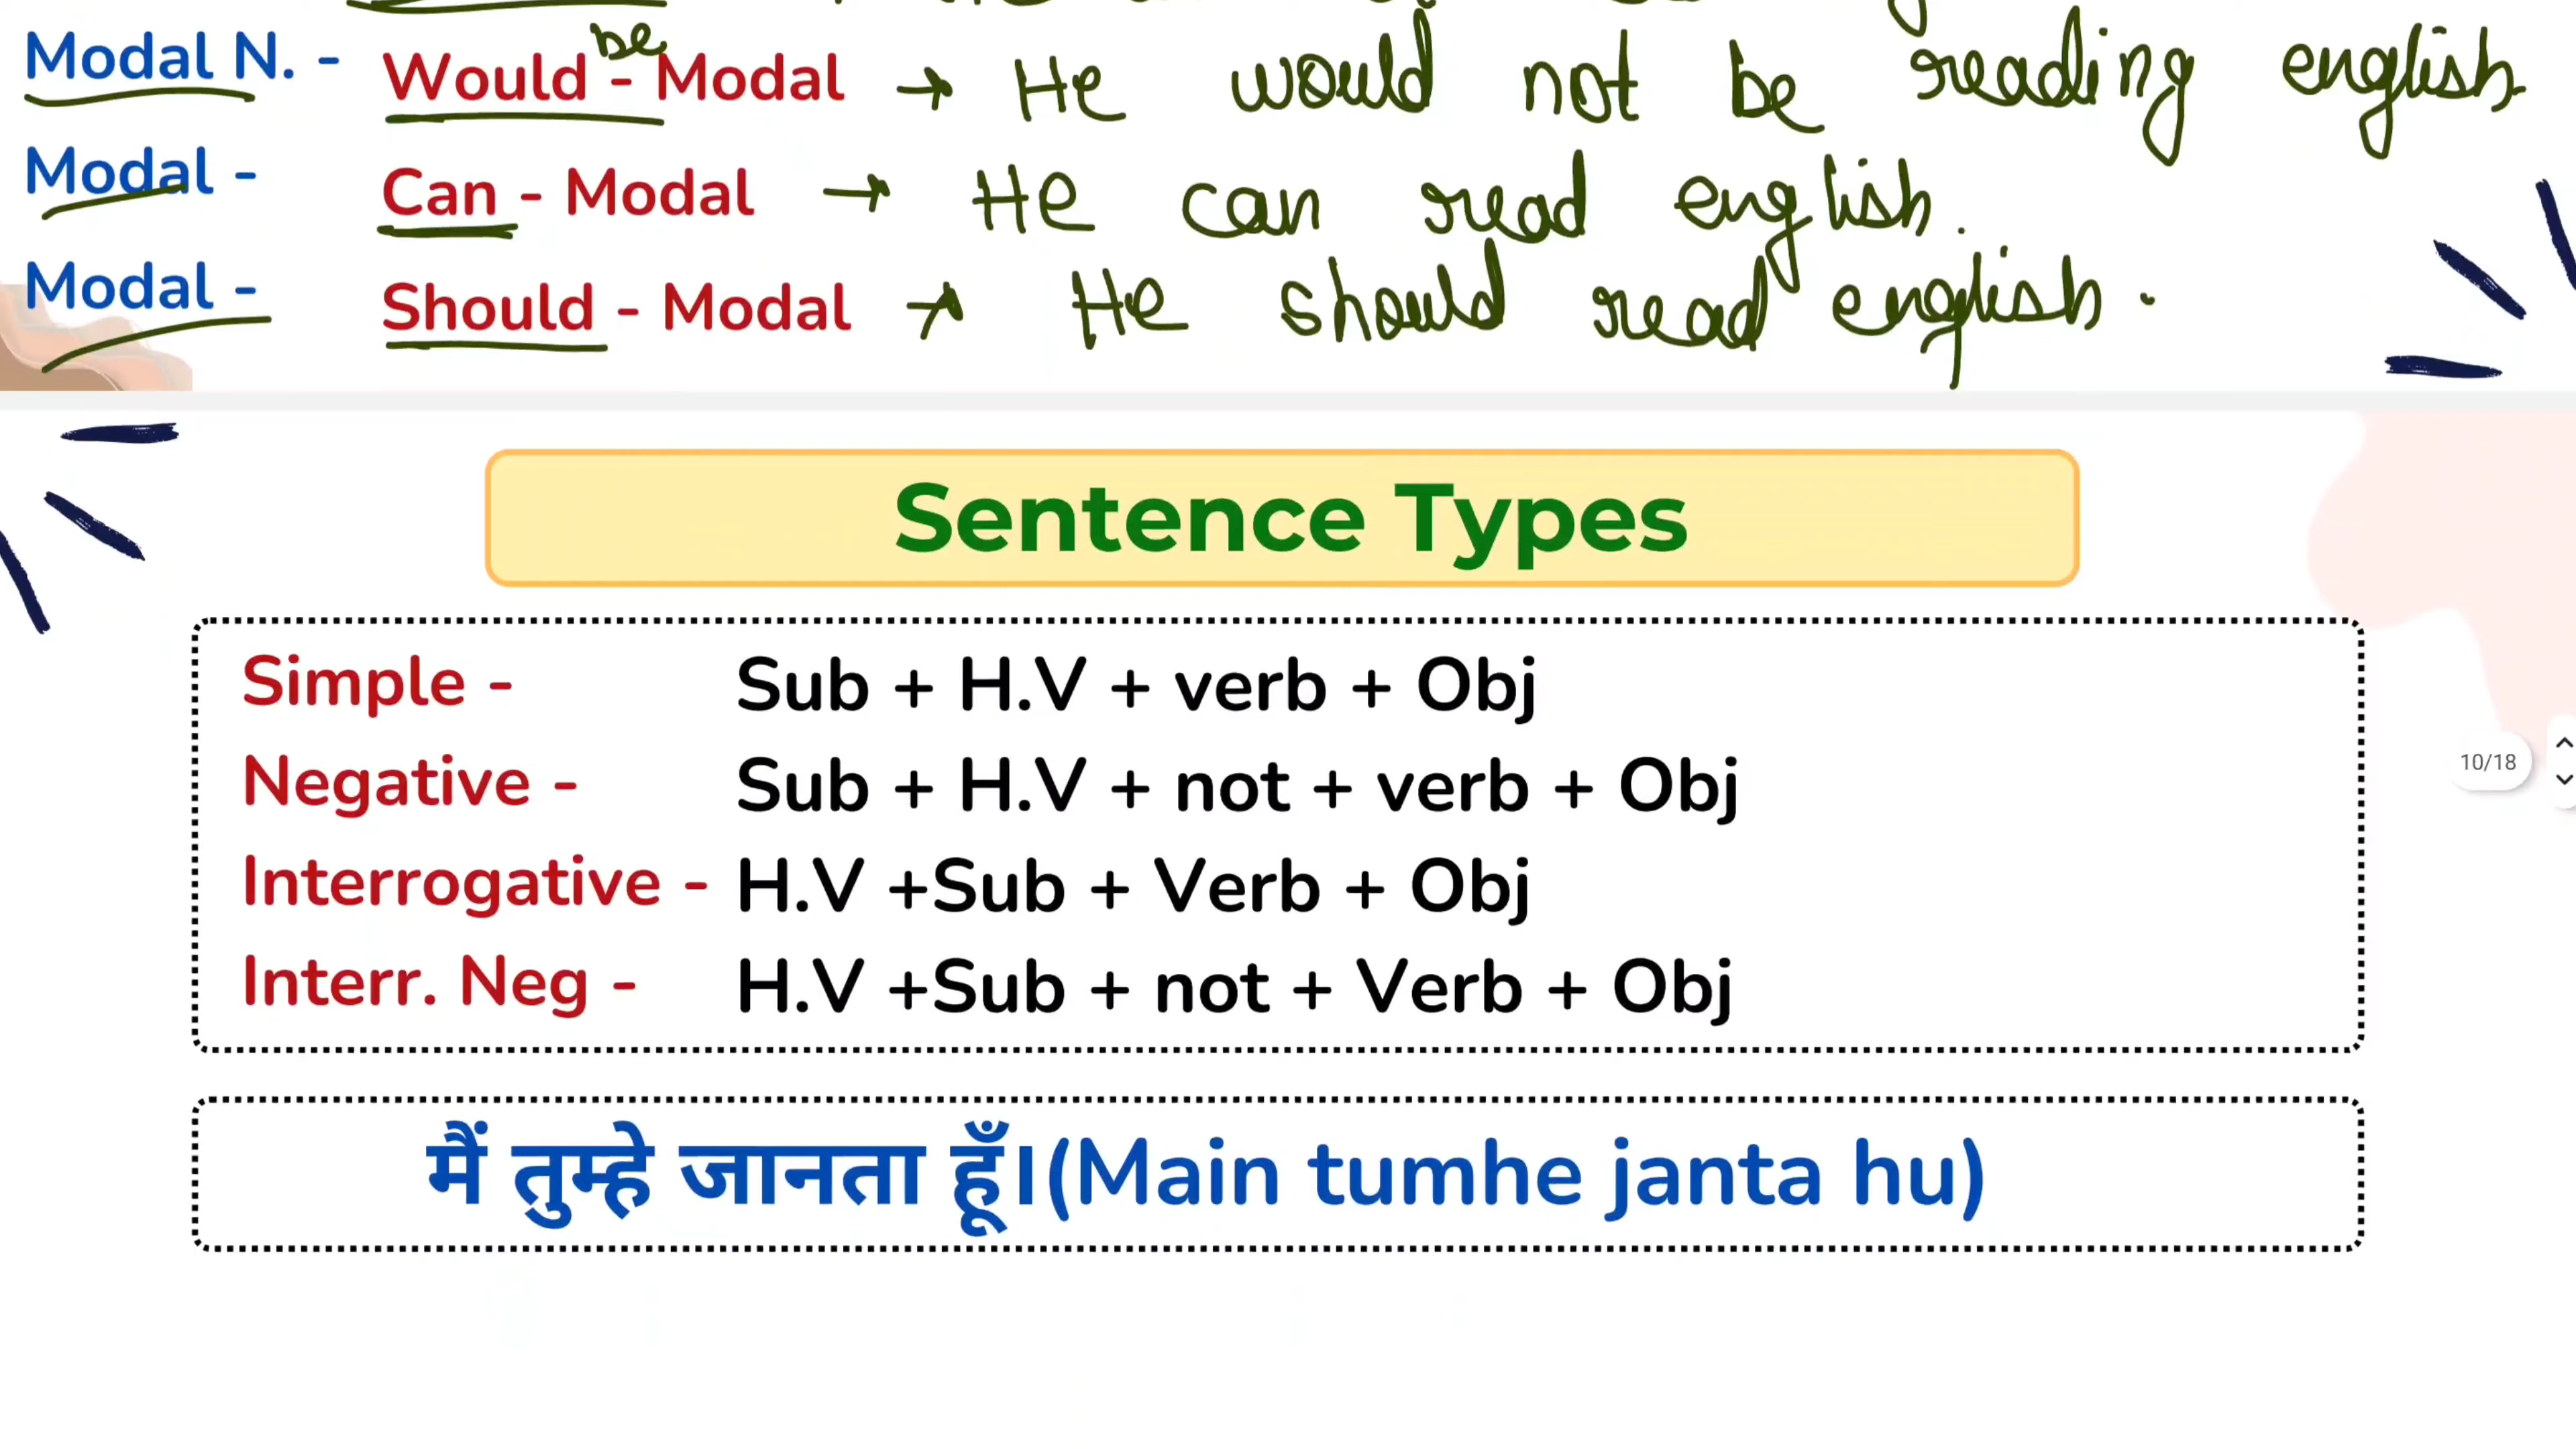 Modal N. - Would be - Modal → He would not be reading english.
Modal - Can - Modal → He can read english.
Modal - Should - Modal → He should read english.
Sentence Types
Simple - Sub + H.V + verb + Obj
Negative - Sub + H.V + not + verb + Obj
Interrogative - H.V +Sub + Verb + Obj
10/18
Interr. Neg - H.V +Sub + not + Verb + Obj
मैं तुम्हे जानता हूँ।(Main tumhe janta hu)